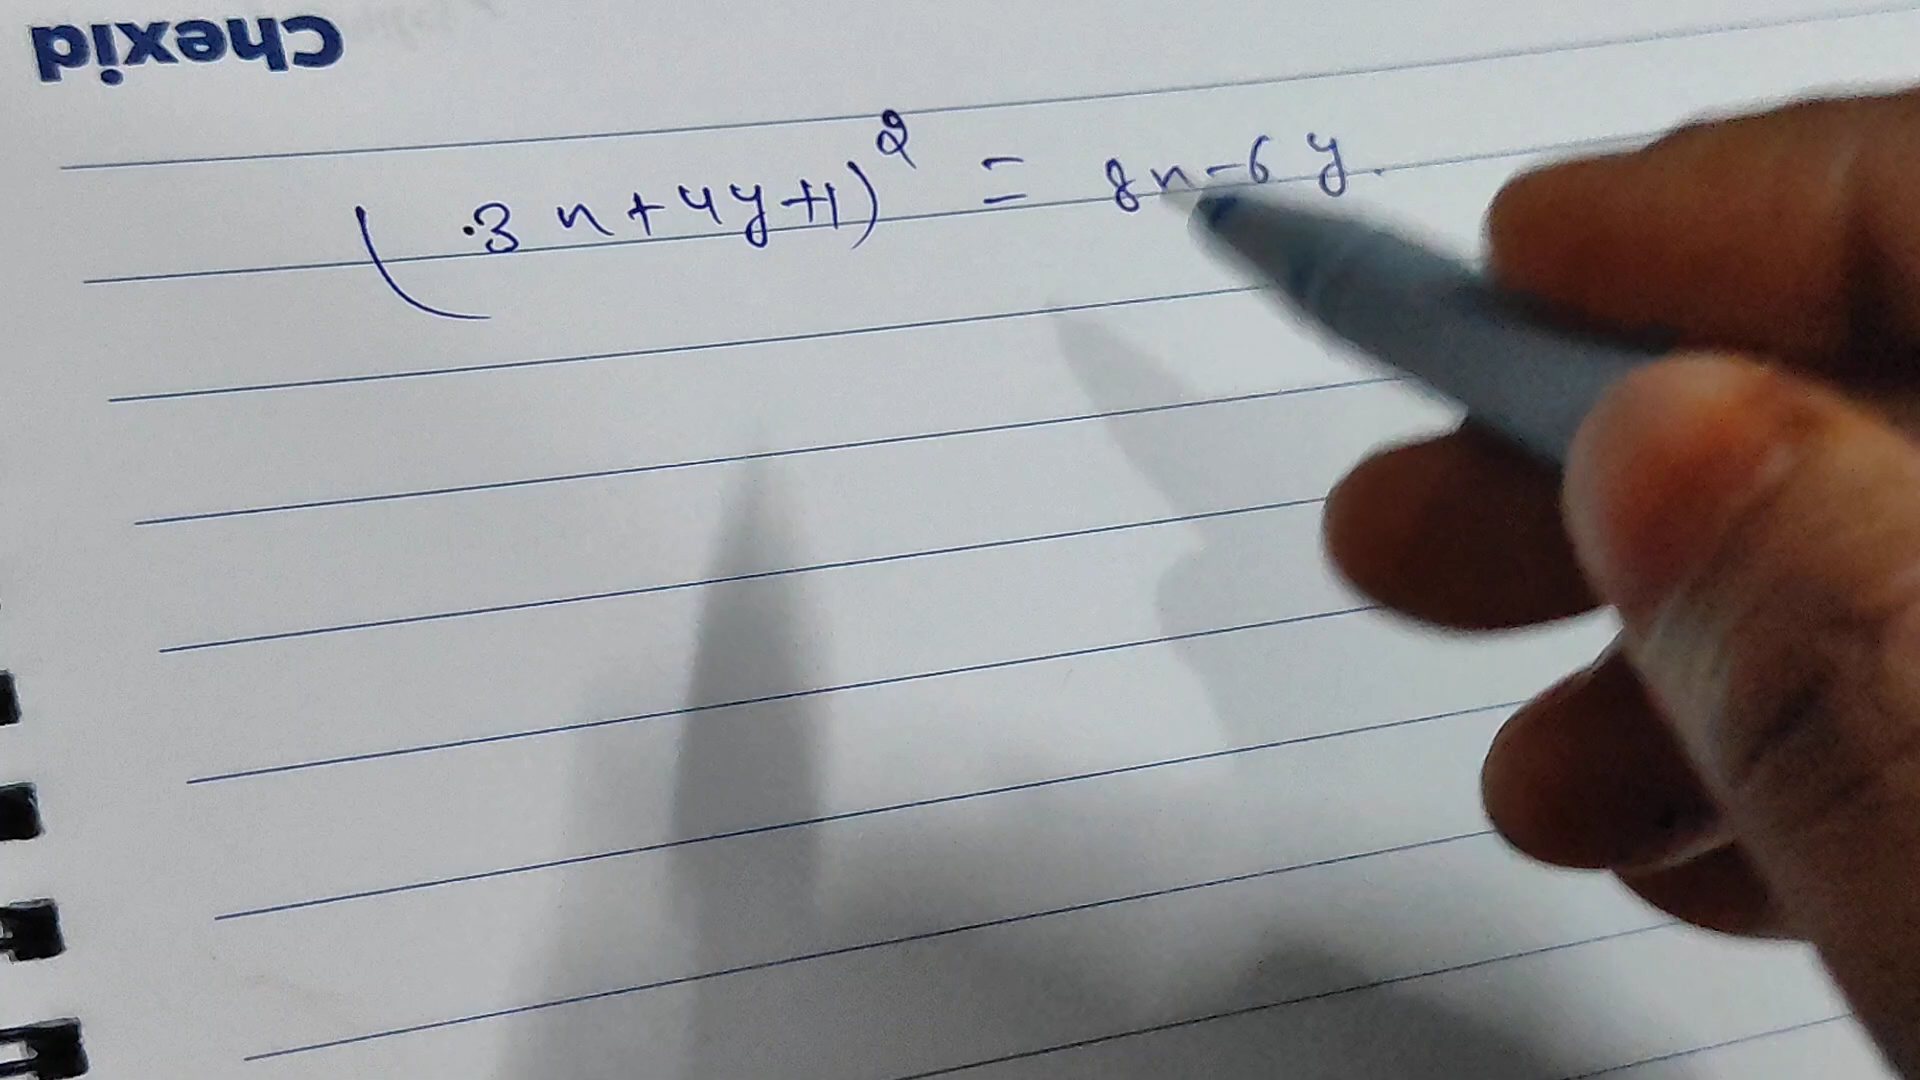 Chexid
(3x+4y+1)² = 8x-6y.